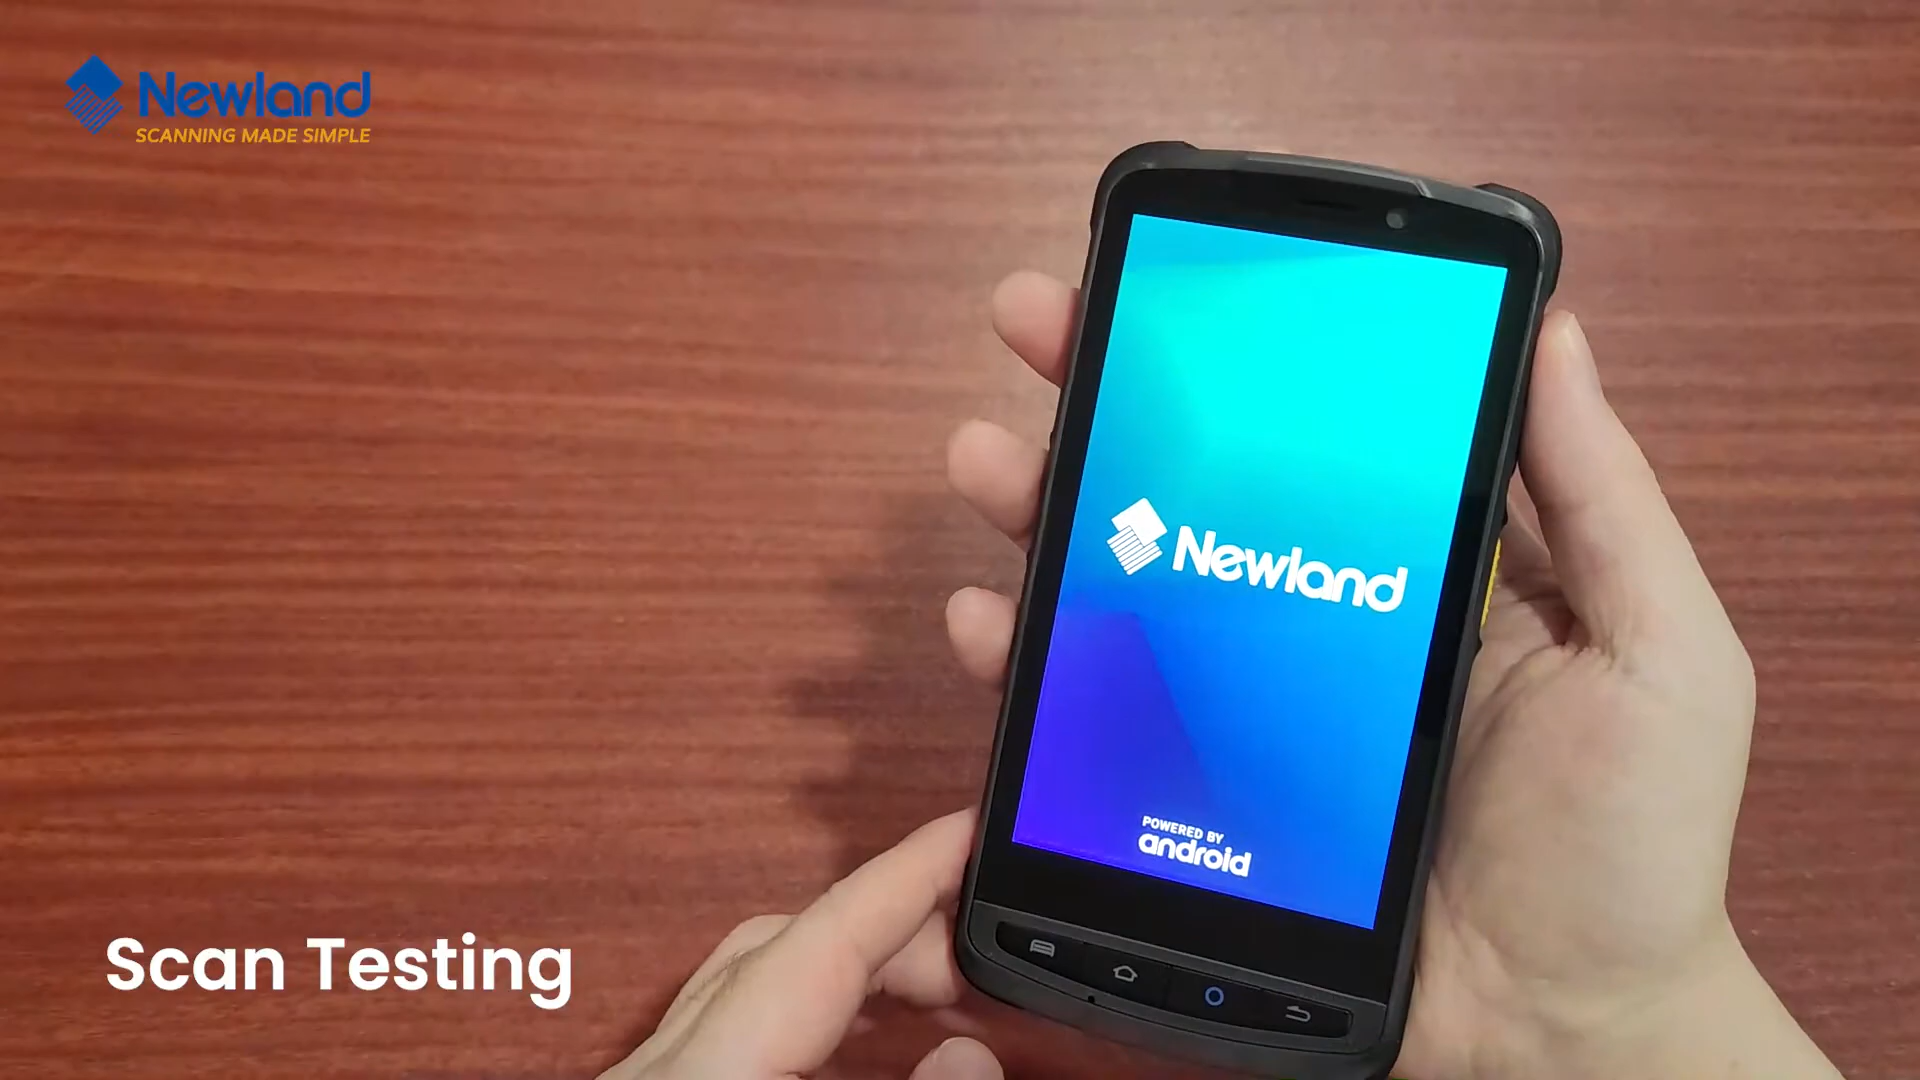 Newland
SCANNING MADE SIMPLE
Newland
POWERED BY
android
Scan Testing